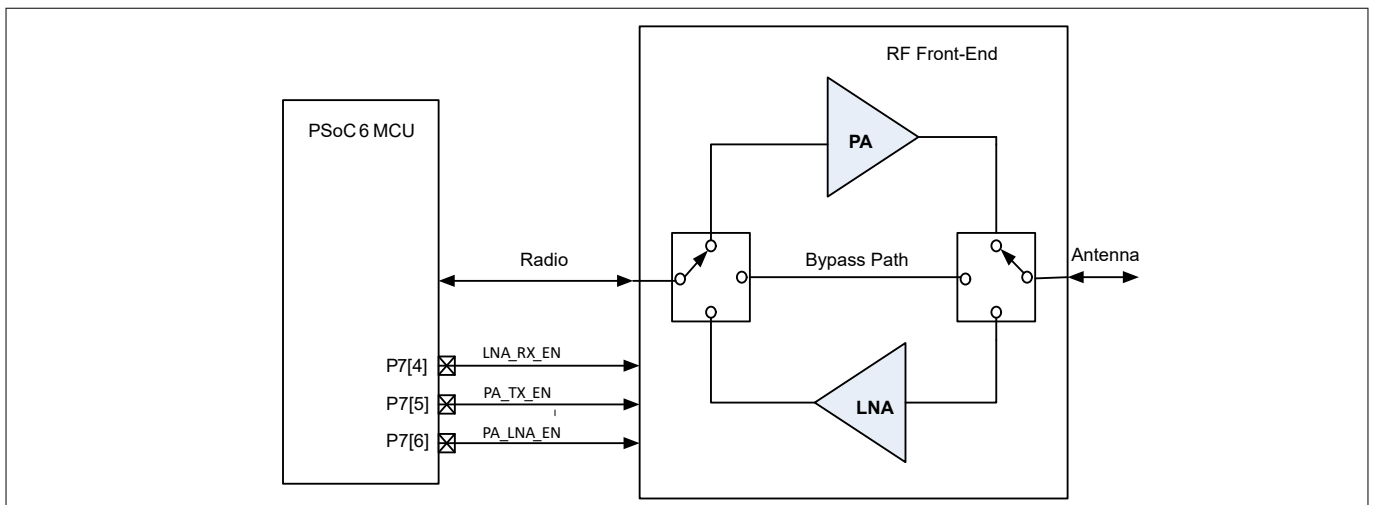 RF Front-End
PSoC 6 MCU
PA
Radio
Bypass Path
Antenna
P7[4]
LNA_RX_EN
P7[5]
PA_TX_EN
P7[6]
PA_LNA_EN
LNA